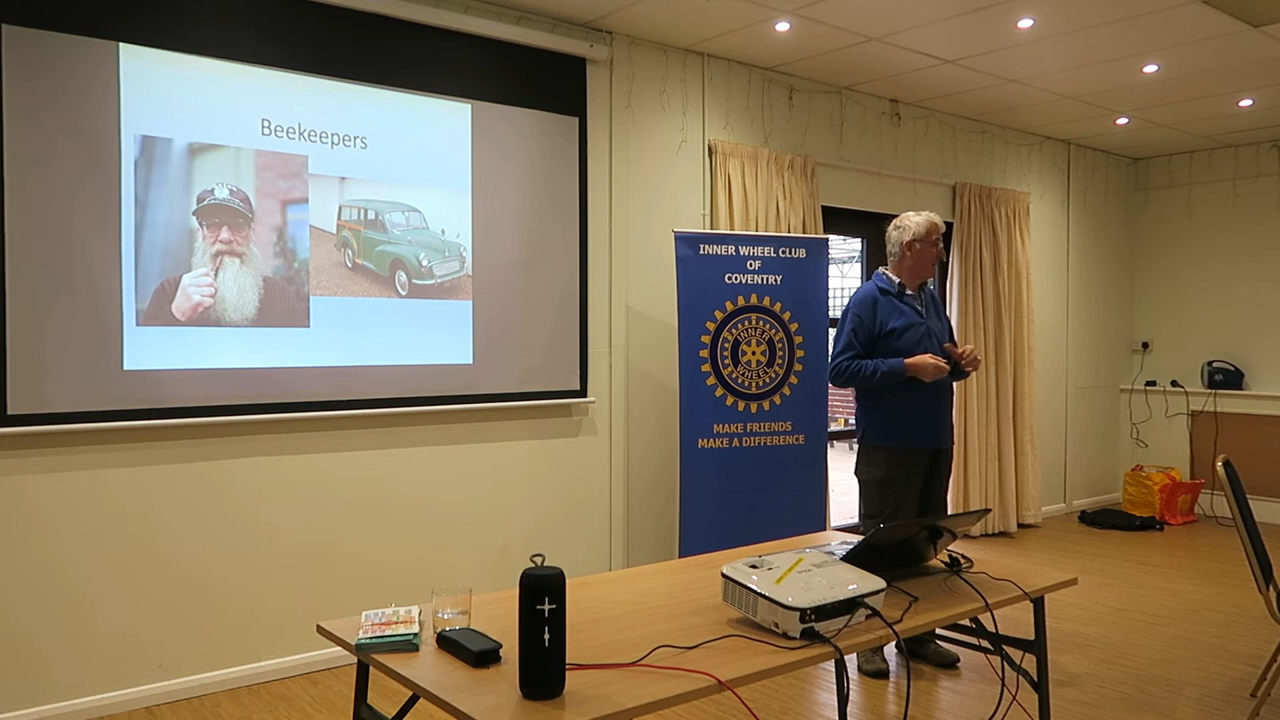 Beekeepers
INNER WHEEL CLUB
OF
COVENTRY
INNER
WHEEL
MAKE FRIENDS
MAKE A DIFFERENCE